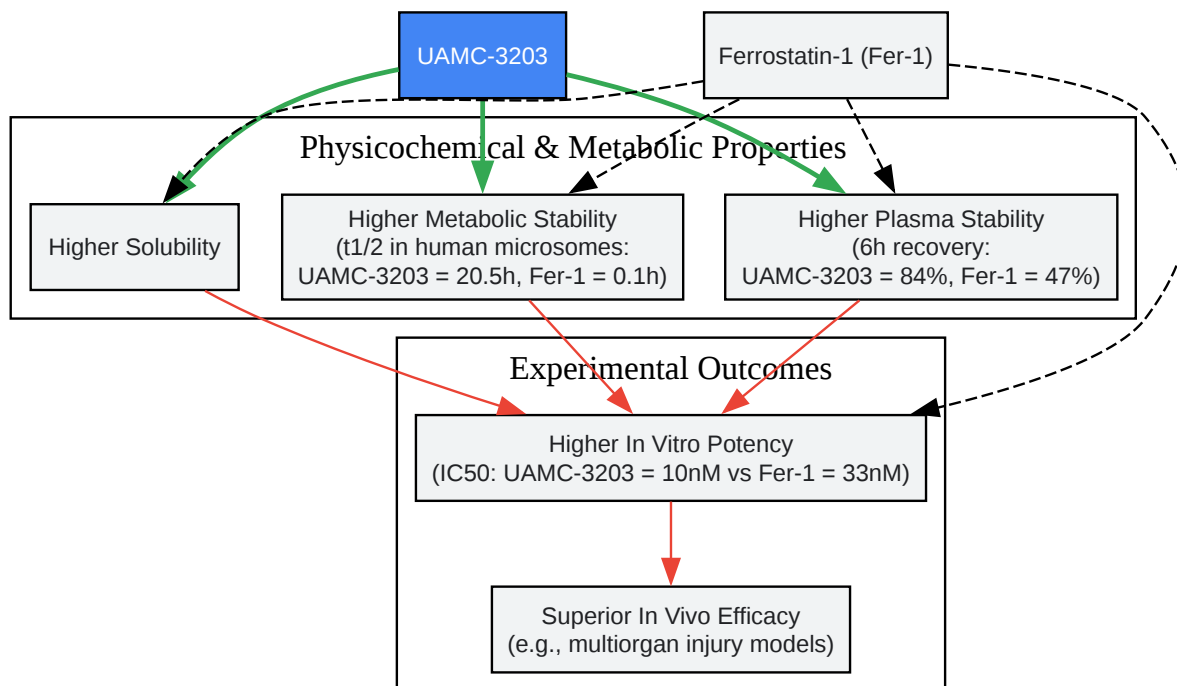 UAMC-3203
Ferrostatin-1 (Fer-1)
Physicochemical & Metabolic Properties
Higher Solubility
Higher Metabolic Stability
(t1/2 in human microsomes:
UAMC-3203 = 20.5h, Fer-1 = 0.1h)
Higher Plasma Stability
(6h recovery:
UAMC-3203 = 84%, Fer-1 = 47%)
Experimental Outcomes
Higher In Vitro Potency
(IC50: UAMC-3203 = 10nM vs Fer-1 = 33nM)
Superior In Vivo Efficacy
(e.g., multiorgan injury models)